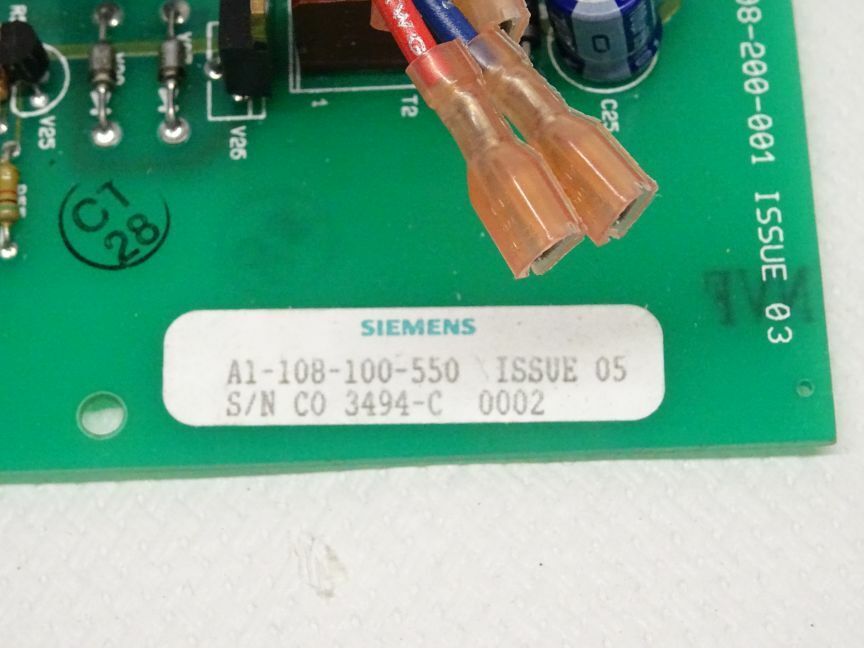 SIEMENS
A1-108-100-550 ISSUE 05
S/N CO 3494-C 0002
08-200-001 ISSUE 03
CT
28
V25
V26
1
T2
C25